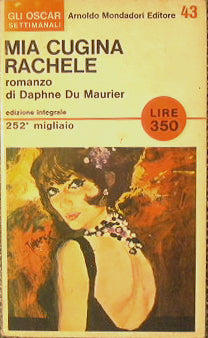 GLI OSCAR
SETTIMANALI
Arnoldo Mondadori Editore 43
MIA CUGINA
RACHELE
romanzo
di Daphne Du Maurier
edizione integrale
252° migliaio
LIRE
350